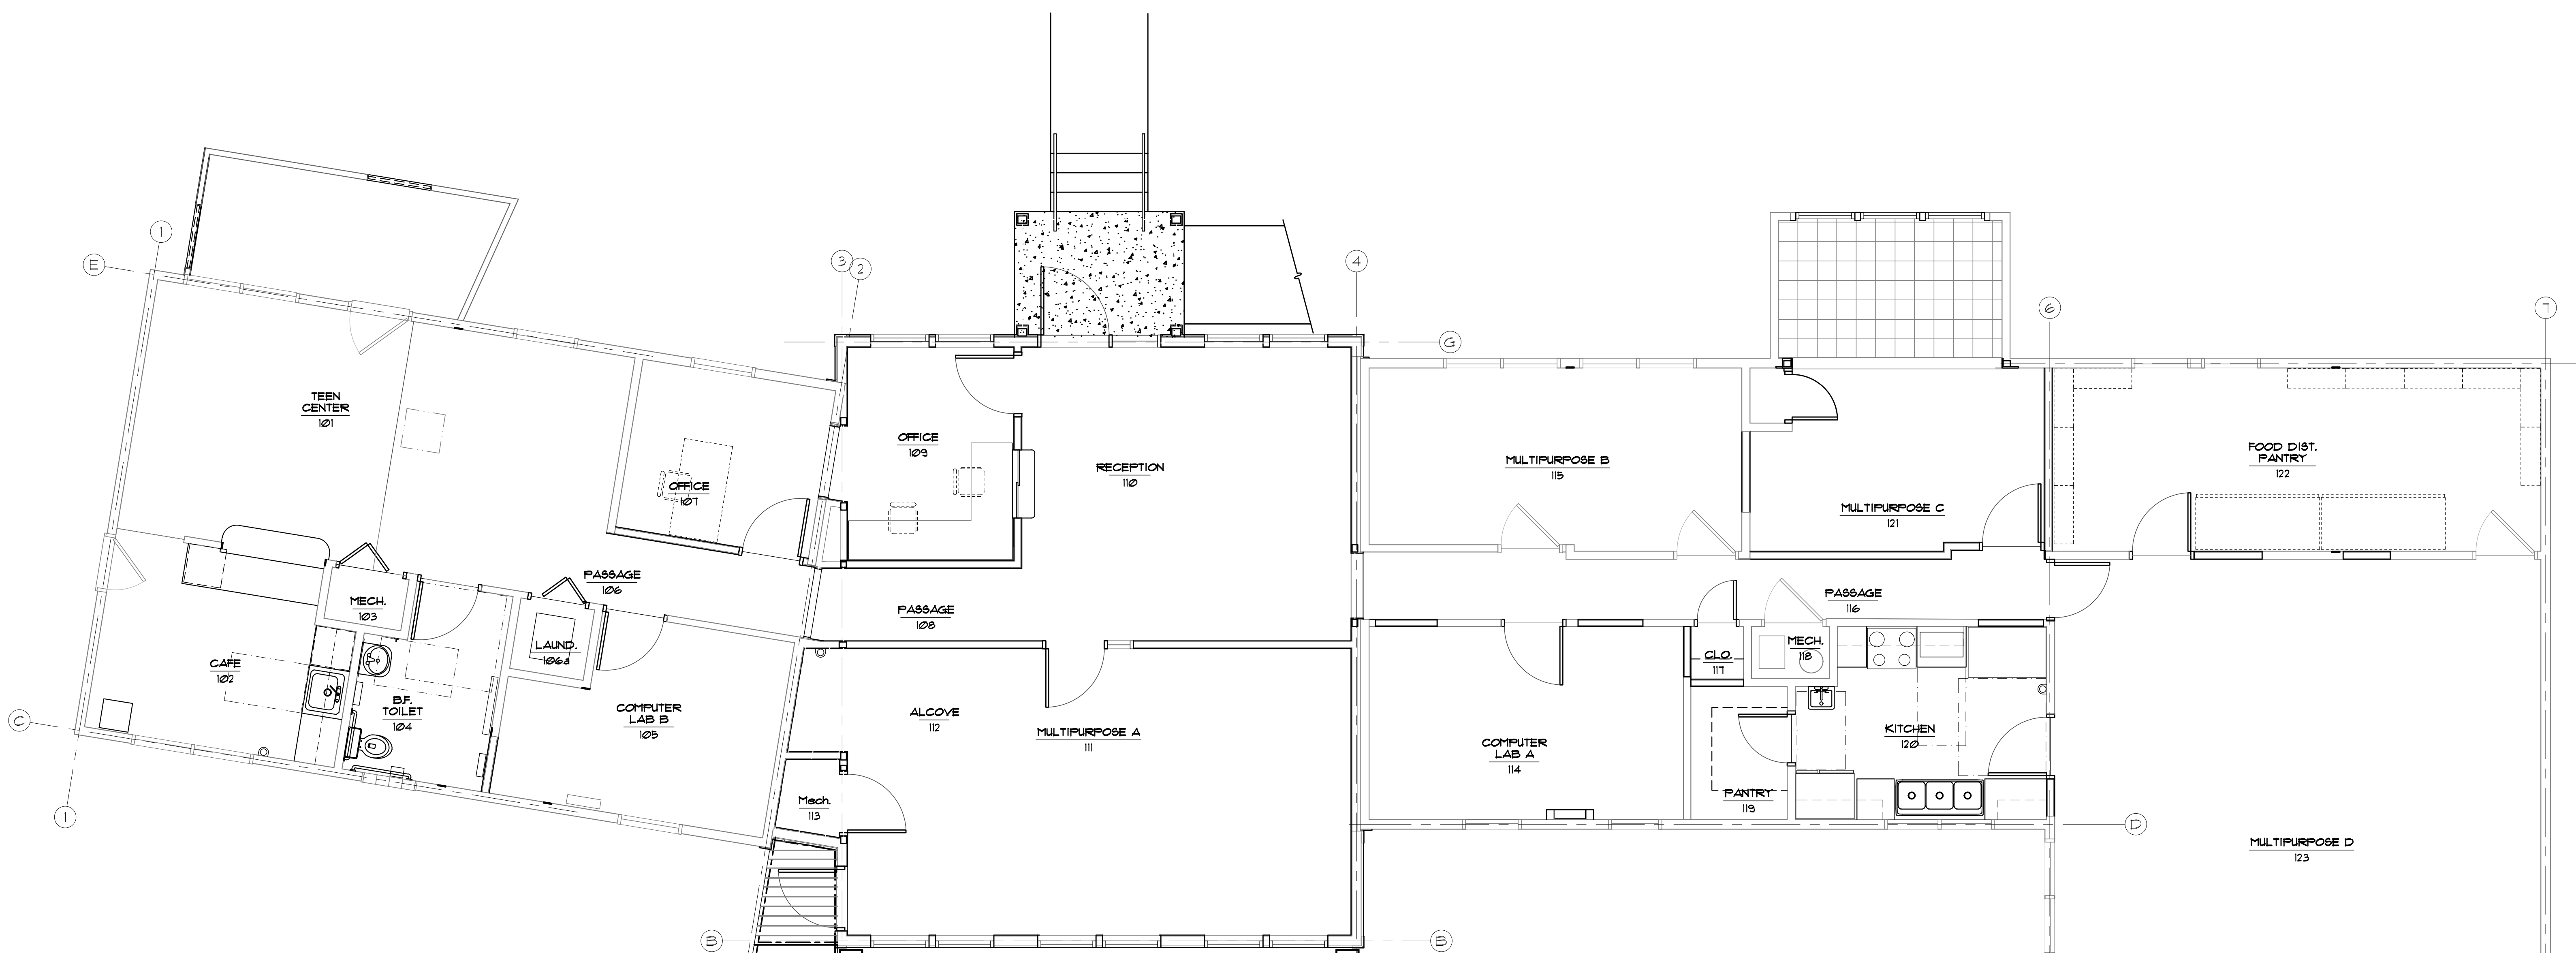 1
E
3
2
4
G
6
7
TEEN
CENTER
101
OFFICE
109
RECEPTION
110
MULTIPURPOSE B
115
FOOD DIST.
PANTRY
122
OFFICE
107
MULTIPURPOSE C
121
PASSAGE
106
MECH.
103
PASSAGE
108
PASSAGE
116
LAUND.
106a
CAFE
102
CLO.
117
MECH.
118
B.F.
TOILET
104
COMPUTER
LAB B
105
ALCOVE
112
MULTIPURPOSE A
111
COMPUTER
LAB A
114
KITCHEN
120
C
Mech.
113
PANTRY
119
1
D
MULTIPURPOSE D
123
B
B